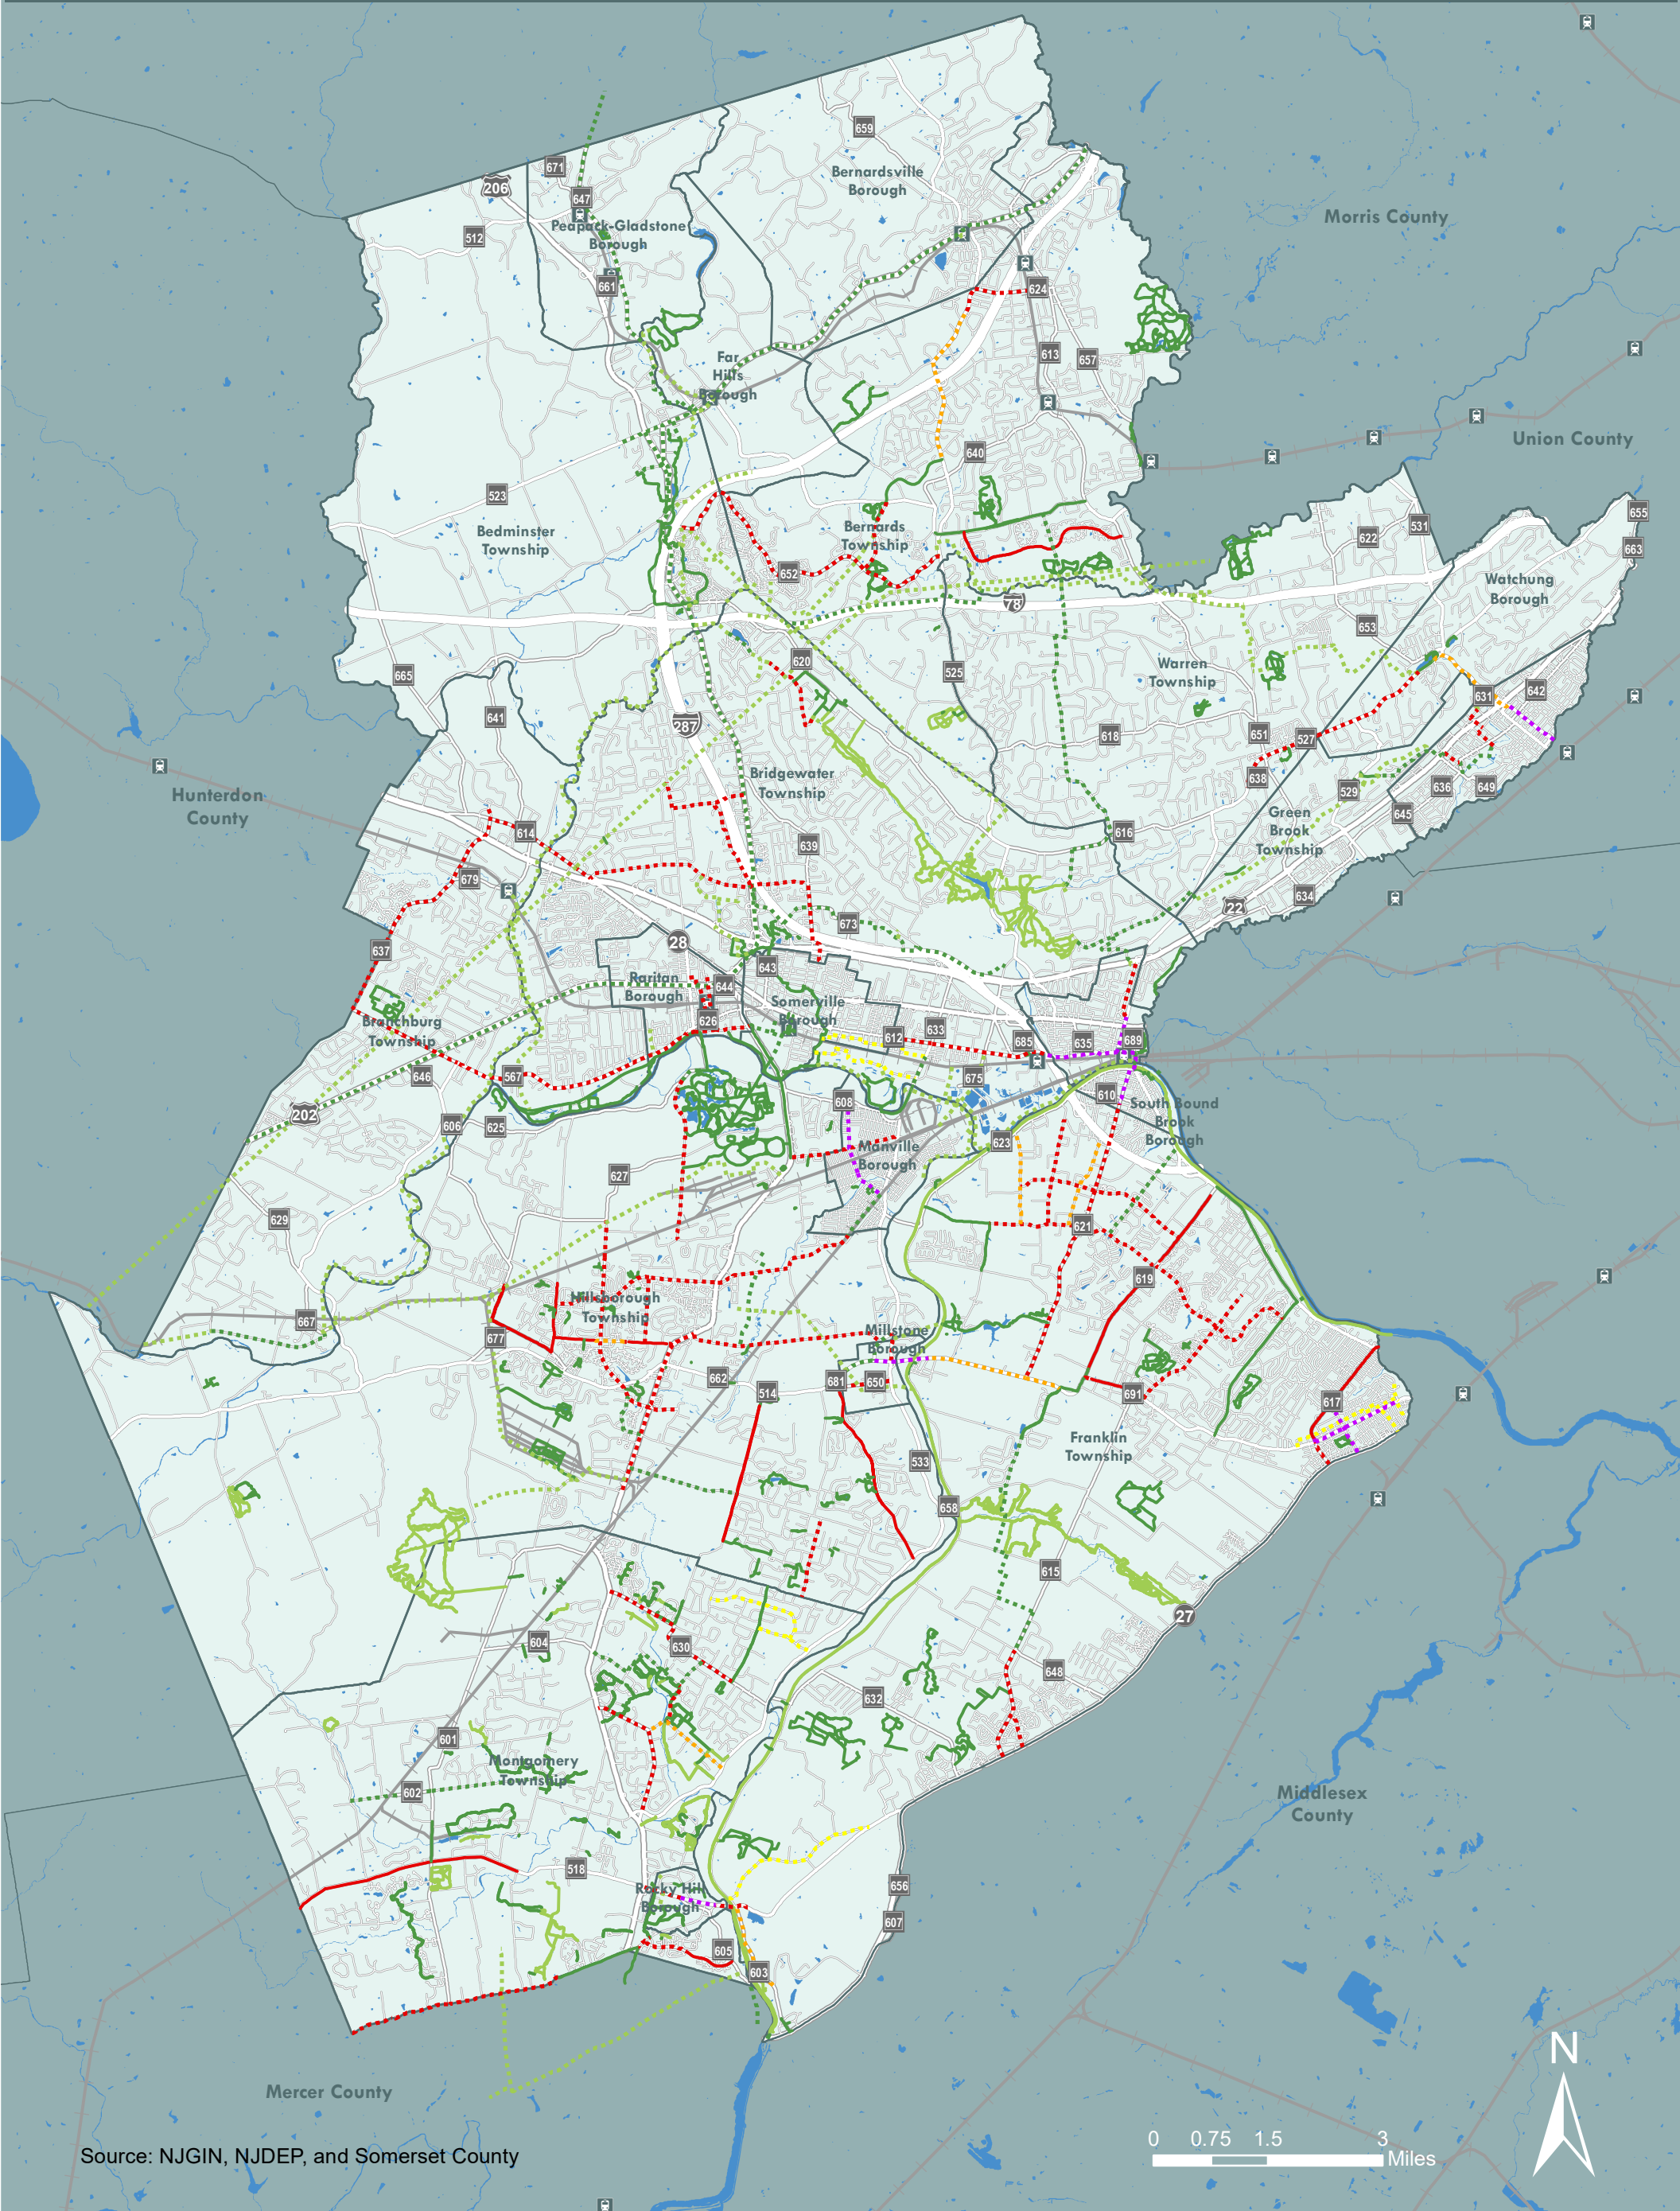 659
671
Bernardsville
Borough
206
647
Morris County
Peapack-Gladstone
Borough
512
661
624
613
657
Far
Hills
Borough
Union County
640
523
655
Bedminster
Township
Bernards
Township
531
622
663
652
Watchung
Borough
78
653
620
Warren
Township
665
525
631
642
641
287
618
651
527
Bridgewater
Township
638
Hunterdon
County
529
636
649
614
639
616
Green
Brook
Township
645
679
634
22
673
28
637
643
Raritan
Borough
644
Somerville
Borough
626
Branchburg
Township
612
633
685
635
689
646
567
675
202
608
610
South Bound
Brook
Borough
606
625
623
Manville
Borough
627
629
621
619
Hillsborough
Township
667
677
Millstone
Borough
662
514
681
650
691
617
Franklin
Township
533
658
615
27
604
630
648
632
601
Montgomery
Township
602
Middlesex
County
518
656
Rocky Hill
Borough
607
605
603
N
Mercer County
0 0.75 1.5 3
Miles
Source: NJGIN, NJDEP, and Somerset County